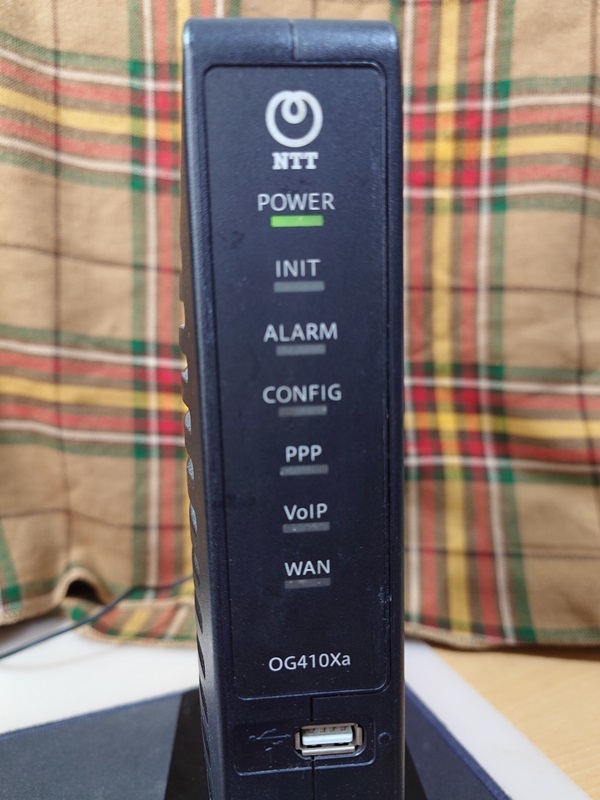 NTT
POWER
INIT
ALARM
CONFIG
PPP
VoIP
WAN
OG410Xa